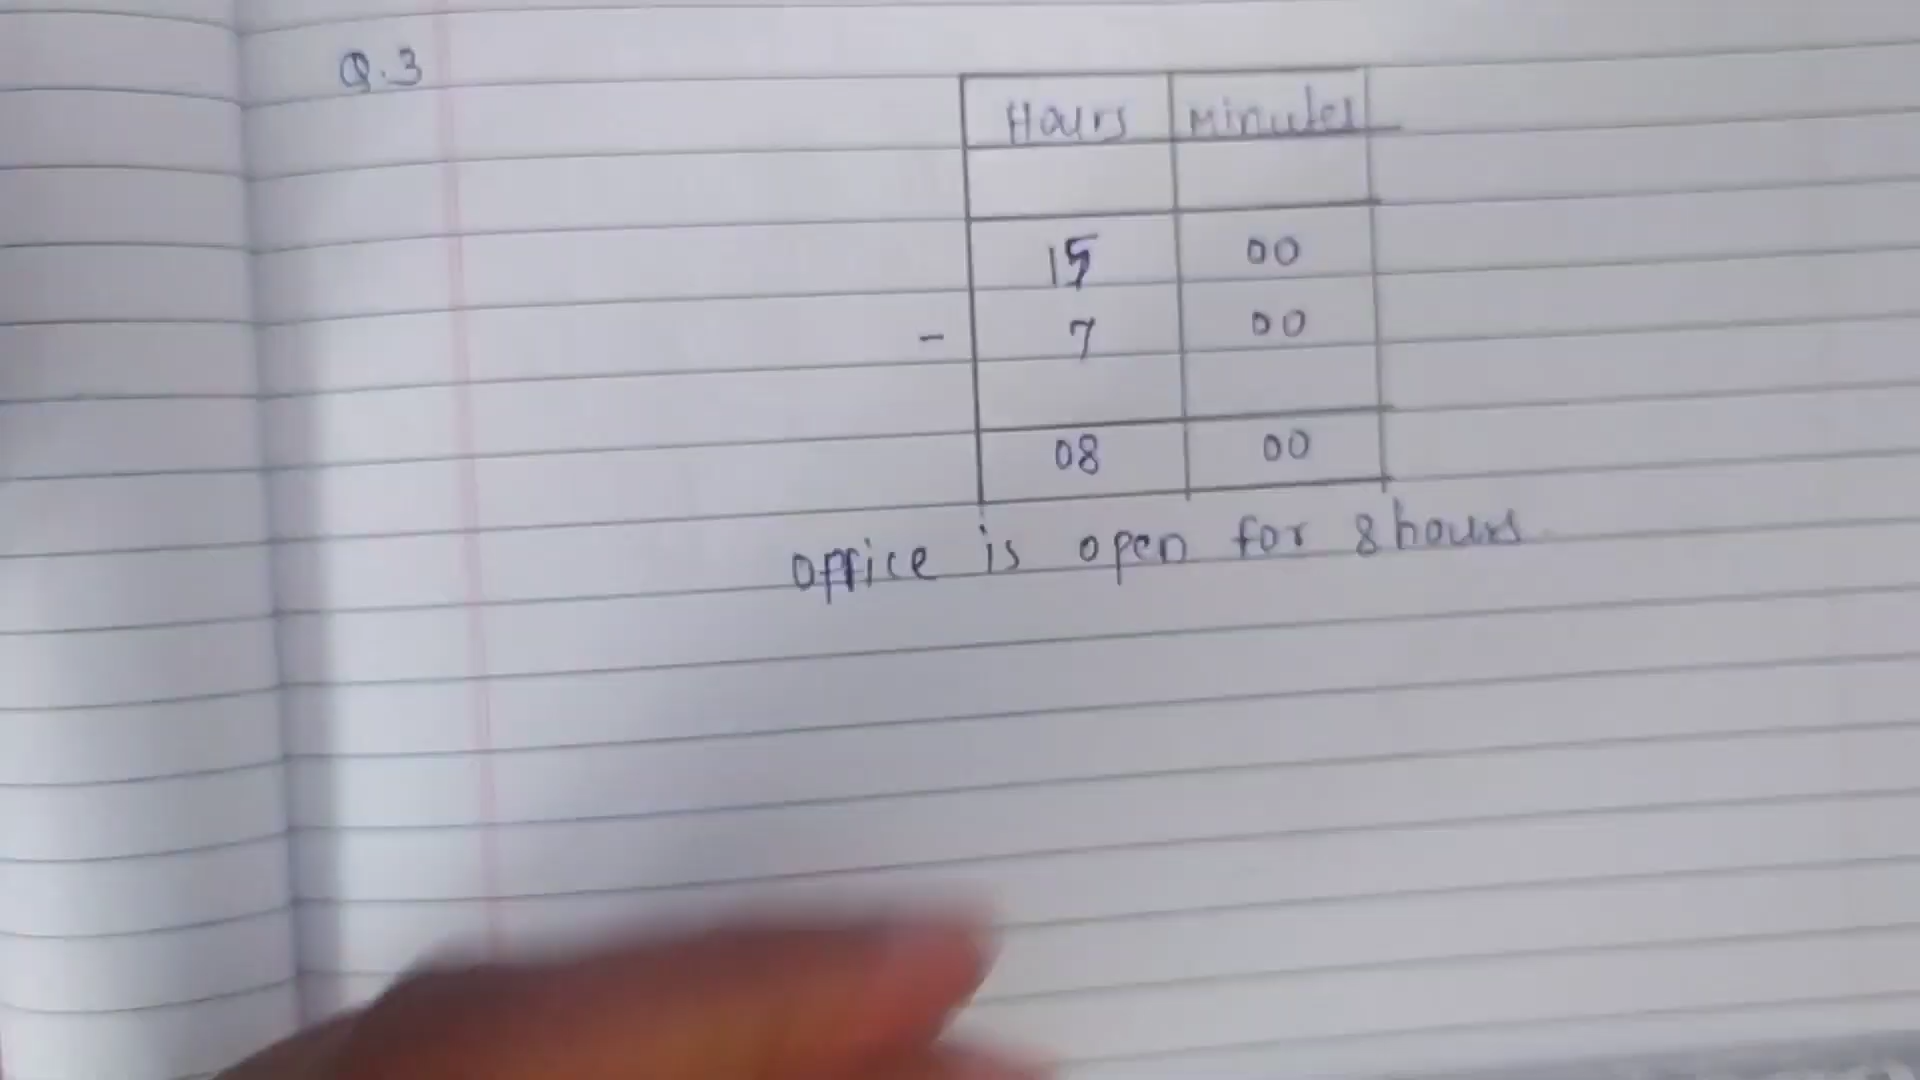 Q.3
Hours Minutes
15 00
- 7 00
08 00
office is open for 8 hours